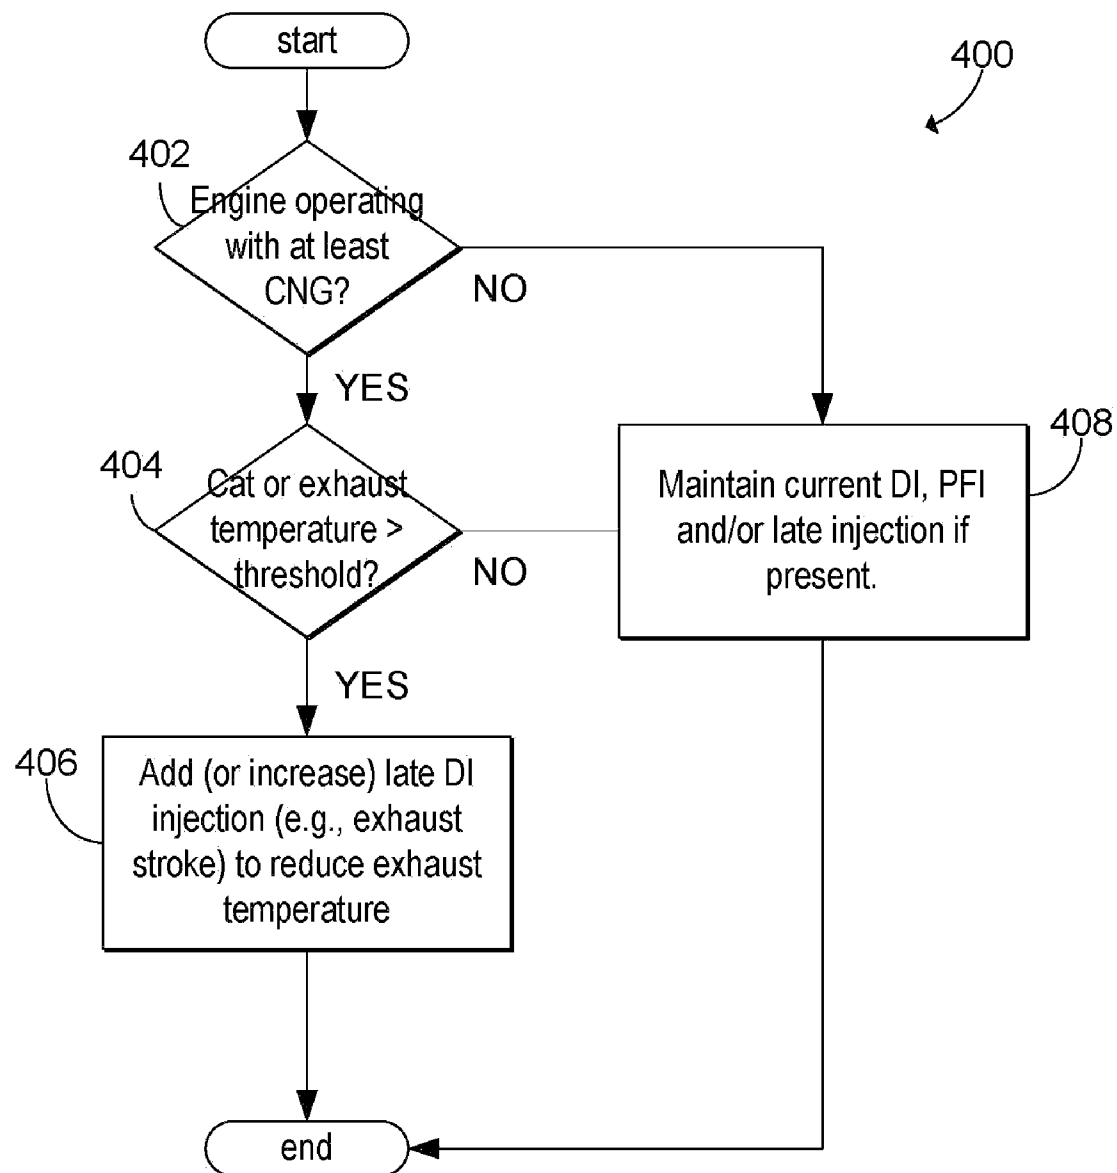 start
400
402
Engine operating
with at least
CNG?
NO
YES
404
Cat or exhaust
temperature >
threshold?
NO
408
Maintain current DI, PFI
and/or late injection if
present.
YES
406
Add (or increase) late DI
injection (e.g., exhaust
stroke) to reduce exhaust
temperature
end